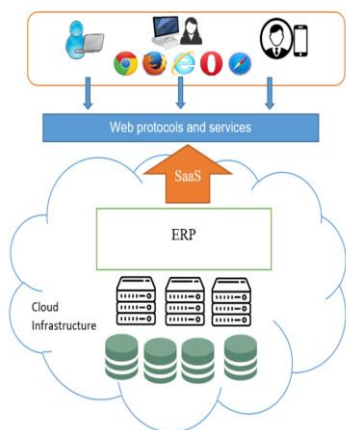 Web protocols and services
SaaS
ERP
Cloud
Infrastructure